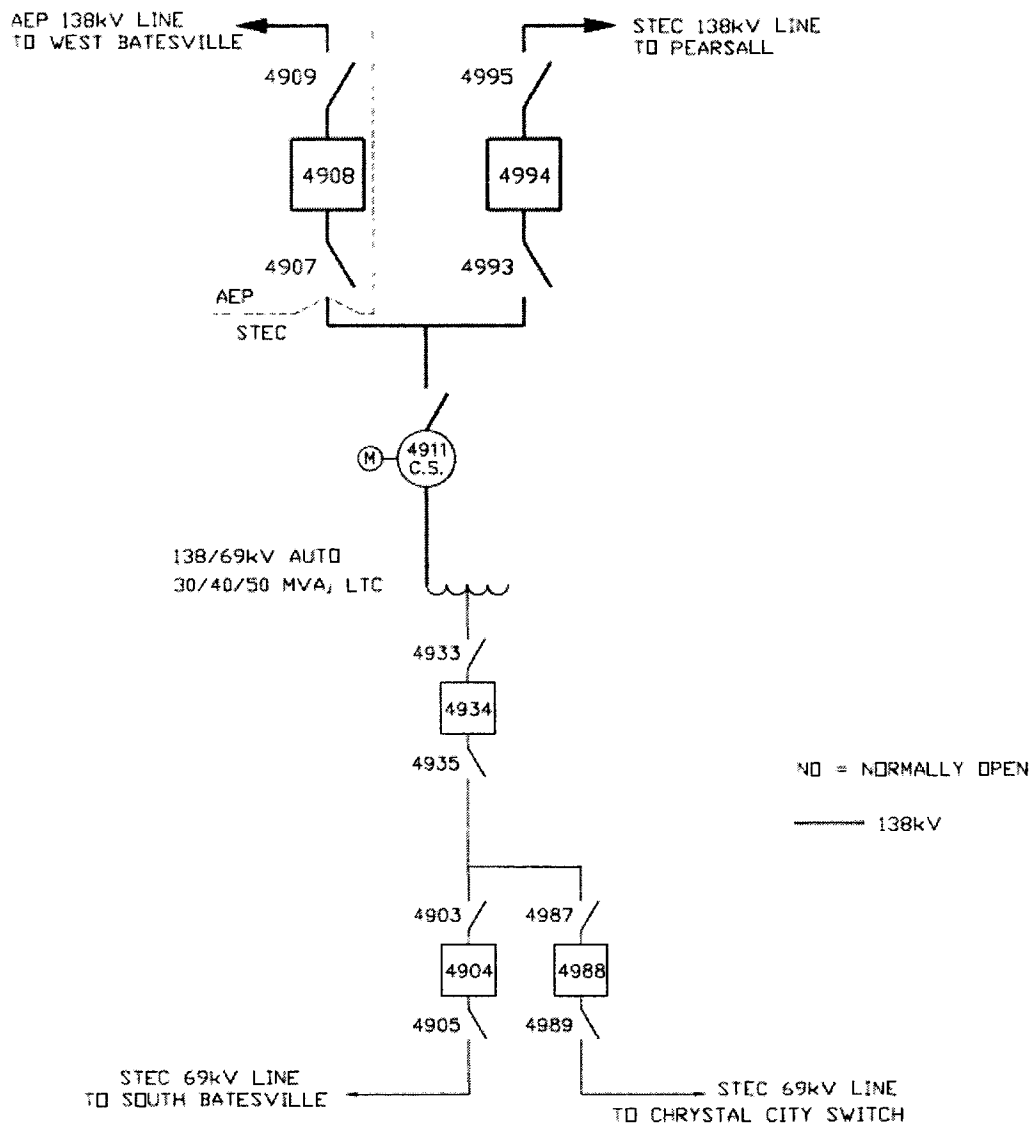 AEP 138kV LINE
TO WEST BATESVILLE
STEC 138kV LINE
TO PEARSALL
4909
4995
4908
4994
4907
4993
AEP
STEC
4911
C.S.
M
138/69kV AUTO
30/40/50 MVA, LTC
4933
4934
4935
NO = NORMALLY OPEN
138kV
4903
4987
4904
4988
4905
4989
STEC 69kV LINE
TO SOUTH BATESVILLE
STEC 69kV LINE
TO CHRYSTAL CITY SWITCH